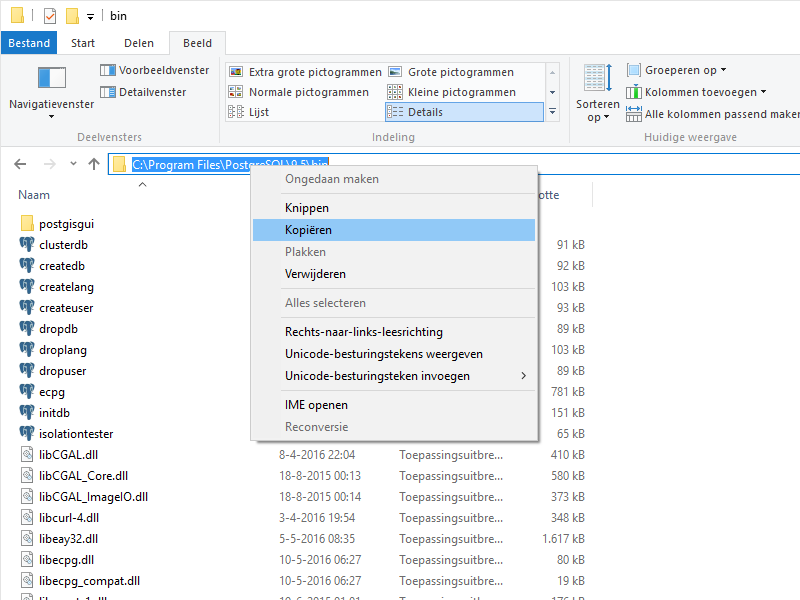 bin
Bestand Start Delen Beeld
Navigatievenster
Voorbeeldvenster
Detailvenster
Deelvensters
Extra grote pictogrammen Grote pictogrammen
Normale pictogrammen Kleine pictogrammen
Lijst Details
Indeling
Sorteren
op
Groeperen op
Kolommen toevoegen
Alle kolommen passend maken
Huidige weergave
C:\Program Files\PostgreSQL\9.5\bin
Naam
Ongedaan maken
Knippen
Kopiëren
Plakken
Verwijderen
Alles selecteren
Rechts-naar-links-leesrichting
Unicode-besturingstekens weergeven
Unicode-besturingsteken invoegen
IME openen
Reconversie
otte
postgisgui
clusterdb 91 kB
createdb 92 kB
createlang 103 kB
createuser 93 kB
dropdb 89 kB
droplang 103 kB
dropuser 89 kB
ecpg 781 kB
initdb 151 kB
isolationtester 65 kB
libCGAL.dll 8-4-2016 22:04 Toepassingsuitbre... 410 kB
libCGAL_Core.dll 18-8-2015 00:13 Toepassingsuitbre... 580 kB
libCGAL_ImageIO.dll 18-8-2015 00:14 Toepassingsuitbre... 373 kB
libcurl-4.dll 3-4-2016 19:54 Toepassingsuitbre... 348 kB
libeay32.dll 5-5-2016 08:35 Toepassingsuitbre... 1.617 kB
libecpg.dll 10-5-2016 06:27 Toepassingsuitbre... 80 kB
libecpg_compat.dll 10-5-2016 06:27 Toepassingsuitbre... 19 kB